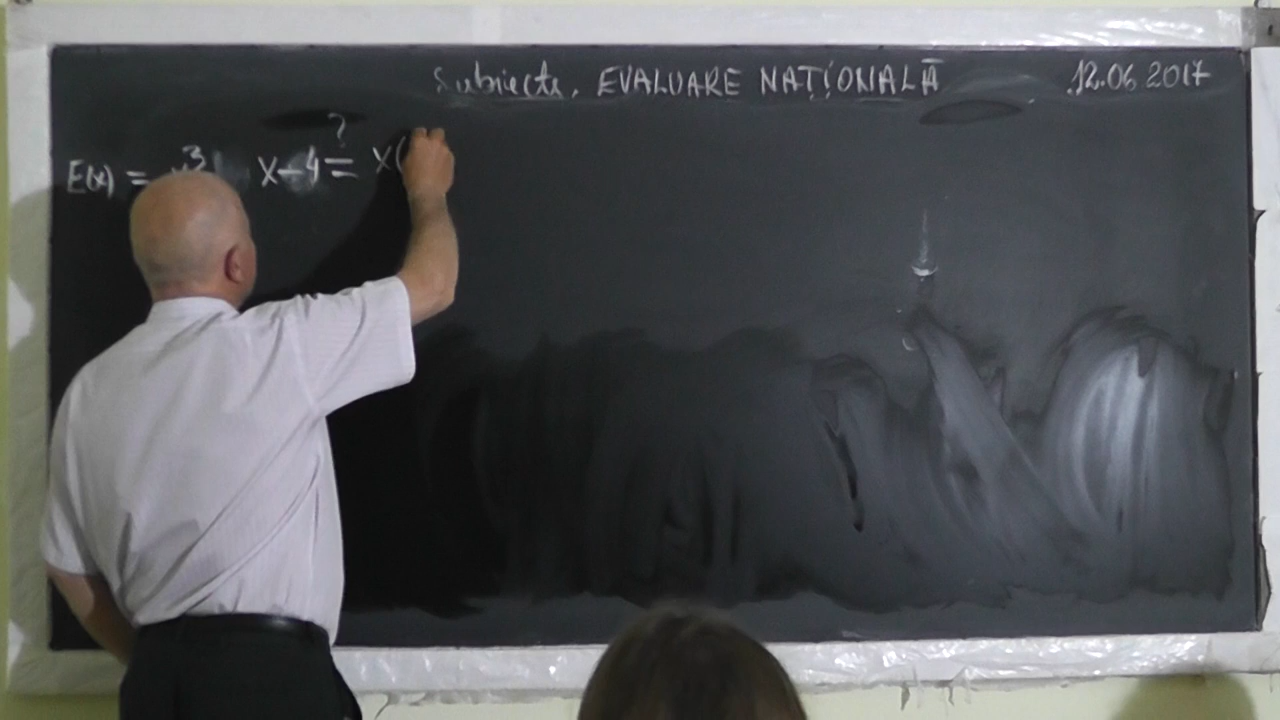 Subiecte, EVALUARE NAȚIONALĂ 12.06.2017
?
E(x) = x³ x-4 = x(